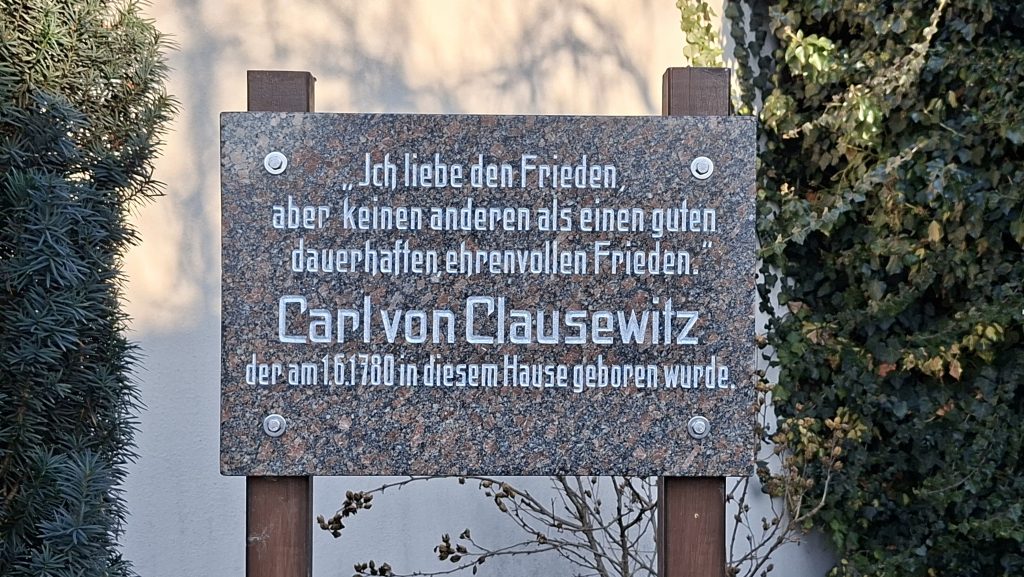 „Ich liebe den Frieden,
aber keinen anderen als einen guten
dauerhaften, ehrenvollen Frieden.“
Carl von Clausewitz
der am 1.6.1780 in diesem Hause geboren wurde.